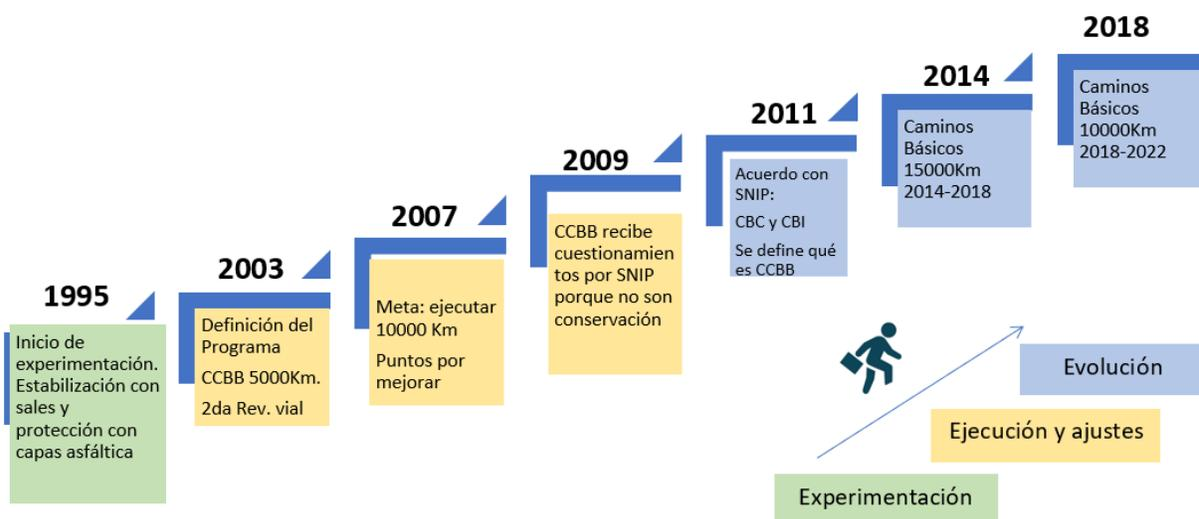 1995
Inicio de
experimentación.
Estabilización con
sales y
protección con
capas asfáltica
2003
Definición del
Programa
CCBB 5000Km.
2da Rev. vial
2007
Meta: ejecutar
10000 Km
Puntos por
mejorar
2009
CCBB recibe
cuestionamien
tos por SNIP
porque no son
conservación
2011
Acuerdo con
SNIP:
CBC y CBI
Se define qué
es CCBB
2014
Caminos
Básicos
15000Km
2014-2018
2018
Caminos
Básicos
10000Km
2018-2022
Evolución
Ejecución y ajustes
Experimentación